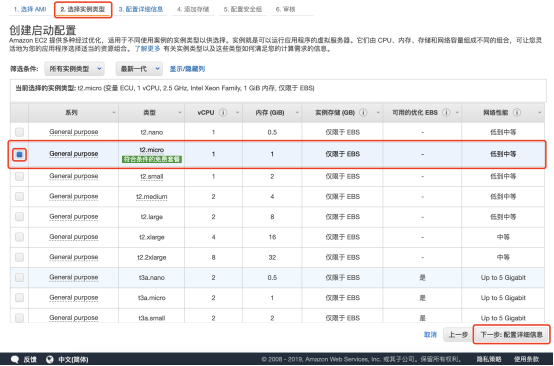 1. 选择 AMI 2. 选择实例类型 3. 配置详细信息 4. 添加存储 5. 配置安全组 6. 审核
创建启动配置
Amazon EC2 提供多种经过优化，适用于不同使用案例的实例类型以供选择。实例就是可以运行应用程序的虚拟服务器。它们由 CPU、内存、存储和网络容量组成不同的组合，可让您灵
活地为您的应用程序选择适当的资源组合。了解更多 有关实例类型以及这些类型如何满足您的计算需求的信息。
筛选条件: 所有实例类型 最新一代 显示/隐藏列
当前选择的实例类型: t2.micro (变量 ECU, 1 vCPU, 2.5 GHz, Intel Xeon Family, 1 GiB 内存, 仅限于 EBS)
系列 类型 vCPU 内存 (GiB) 实例存储 (GB) 可用的优化 EBS 网络性能
General purpose t2.nano 1 0.5 仅限于 EBS - 低到中等
General purpose t2.micro 1 1 仅限于 EBS - 低到中等
符合条件的免费套餐
General purpose t2.small 1 2 仅限于 EBS - 低到中等
General purpose t2.medium 2 4 仅限于 EBS - 低到中等
General purpose t2.large 2 8 仅限于 EBS - 低到中等
General purpose t2.xlarge 4 16 仅限于 EBS - 中等
General purpose t2.2xlarge 8 32 仅限于 EBS - 中等
General purpose t3a.nano 2 0.5 仅限于 EBS 是 Up to 5 Gigabit
General purpose t3a.micro 2 1 仅限于 EBS 是 Up to 5 Gigabit
General purpose t3a.small 2 2 仅限于 EBS 是 Up to 5 Gigabit
取消 上一步 下一步: 配置详细信息
反馈 中文(简体) © 2008 - 2019, Amazon Web Services, Inc. 或其子公司。保留所有权利。 隐私策略 使用条款